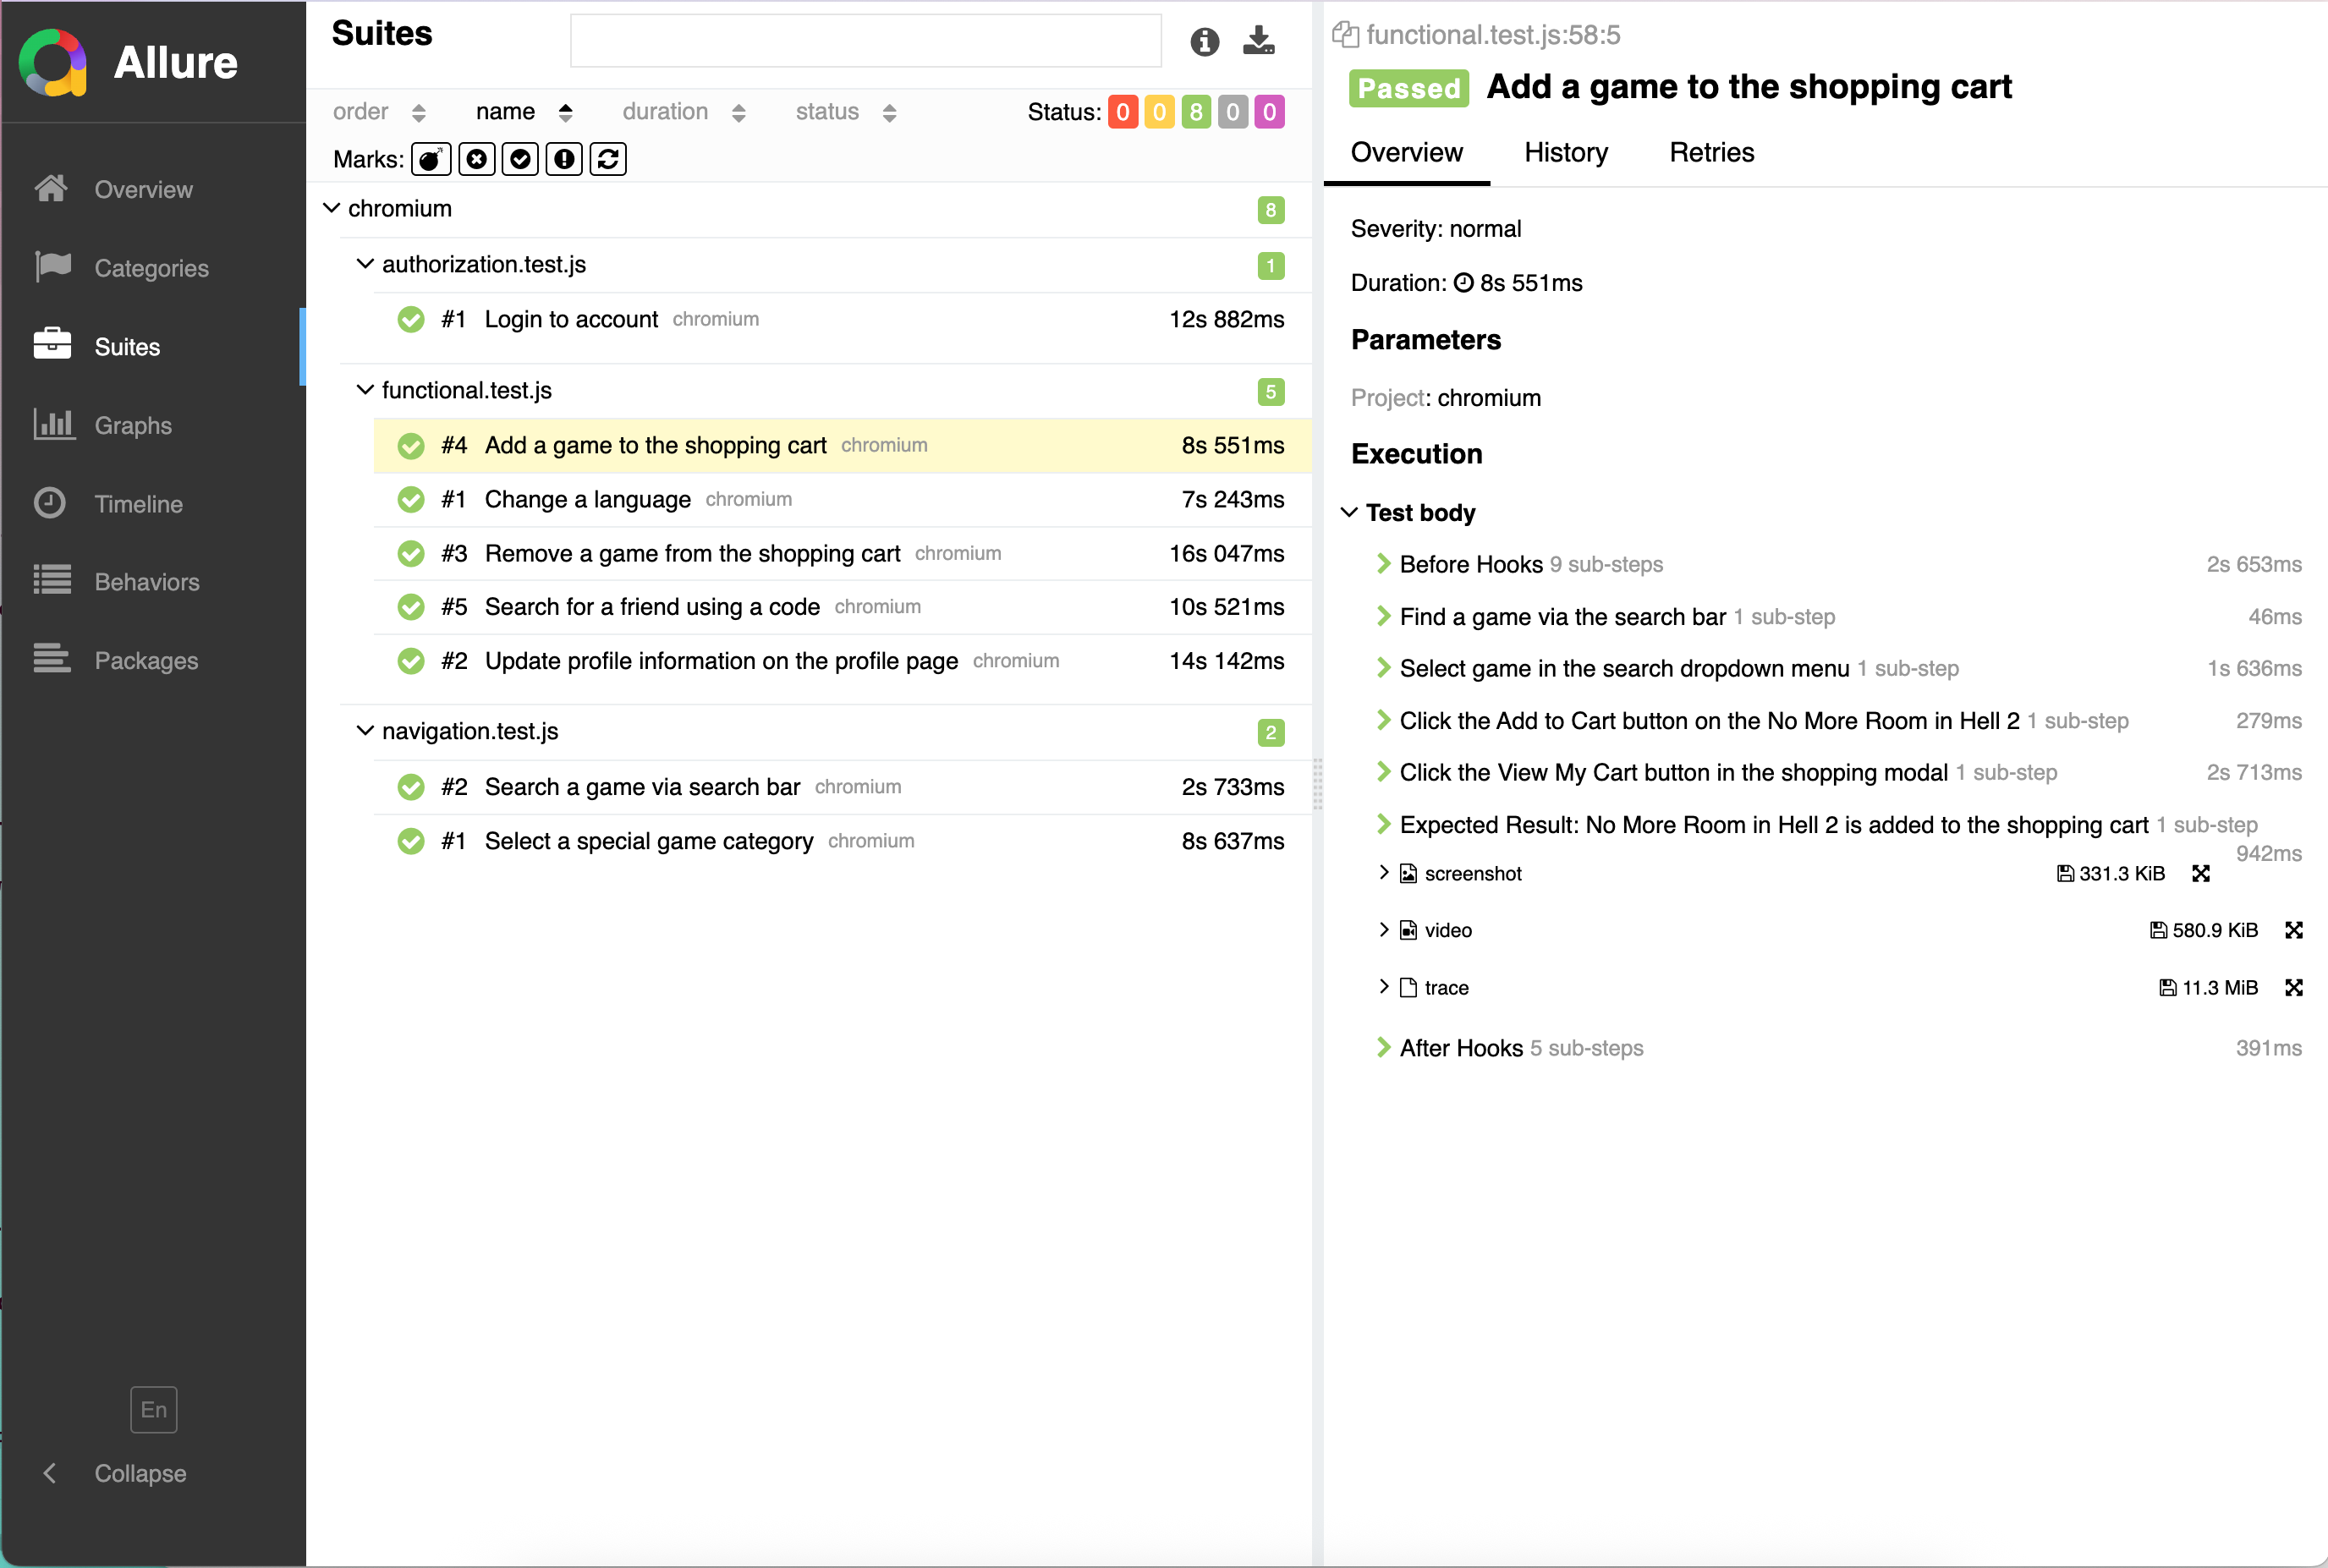 Allure
Overview
Categories
Suites
Graphs
Timeline
Behaviors
Packages
En
Collapse
Suites
order name duration status Status: 0 0 8 0 0
Marks:
chromium 8
authorization.test.js 1
#1 Login to account chromium 12s 882ms
functional.test.js 5
#4 Add a game to the shopping cart chromium 8s 551ms
#1 Change a language chromium 7s 243ms
#3 Remove a game from the shopping cart chromium 16s 047ms
#5 Search for a friend using a code chromium 10s 521ms
#2 Update profile information on the profile page chromium 14s 142ms
navigation.test.js 2
#2 Search a game via search bar chromium 2s 733ms
#1 Select a special game category chromium 8s 637ms
functional.test.js:58:5
Passed Add a game to the shopping cart
Overview History Retries
Severity: normal
Duration: 8s 551ms
Parameters
Project: chromium
Execution
Test body
Before Hooks 9 sub-steps 2s 653ms
Find a game via the search bar 1 sub-step 46ms
Select game in the search dropdown menu 1 sub-step 1s 636ms
Click the Add to Cart button on the No More Room in Hell 2 1 sub-step 279ms
Click the View My Cart button in the shopping modal 1 sub-step 2s 713ms
Expected Result: No More Room in Hell 2 is added to the shopping cart 1 sub-step
942ms
screenshot 331.3 KiB
video 580.9 KiB
trace 11.3 MiB
After Hooks 5 sub-steps 391ms